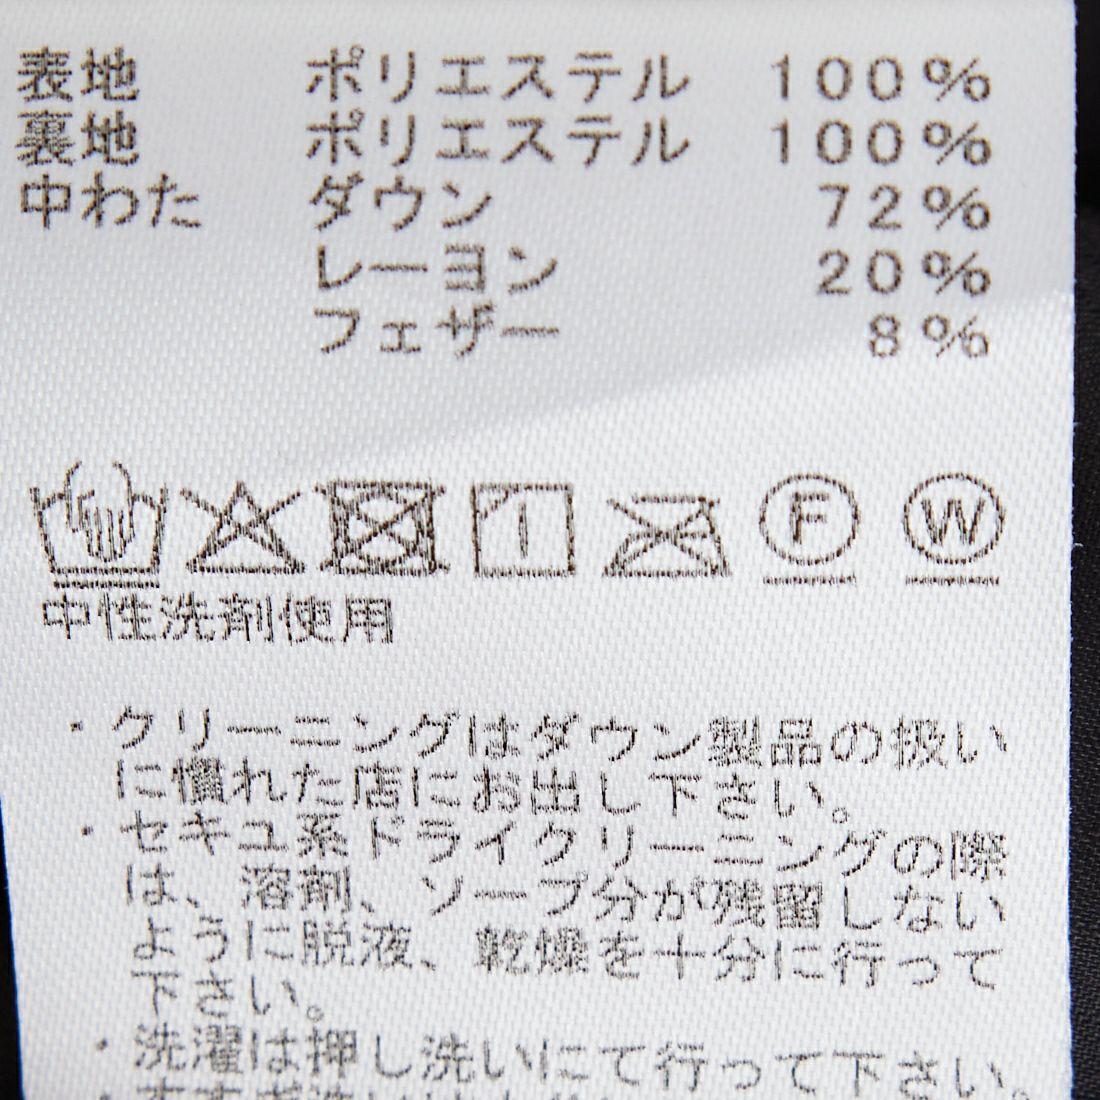 表地 ポリエステル 100%
裏地 ポリエステル 100%
中わた ダウン 72%
レーヨン 20%
フェザー 8%
F W
中性洗剤使用
・クリーニングはダウン製品の扱い
に慣れた店にお出し下さい。
・セキユ系ドライクリーニングの際
は、溶剤、ソープ分が残留しない
ように脱液、乾燥を十分に行って
下さい。
・洗濯は押し洗いにて行って下さい。